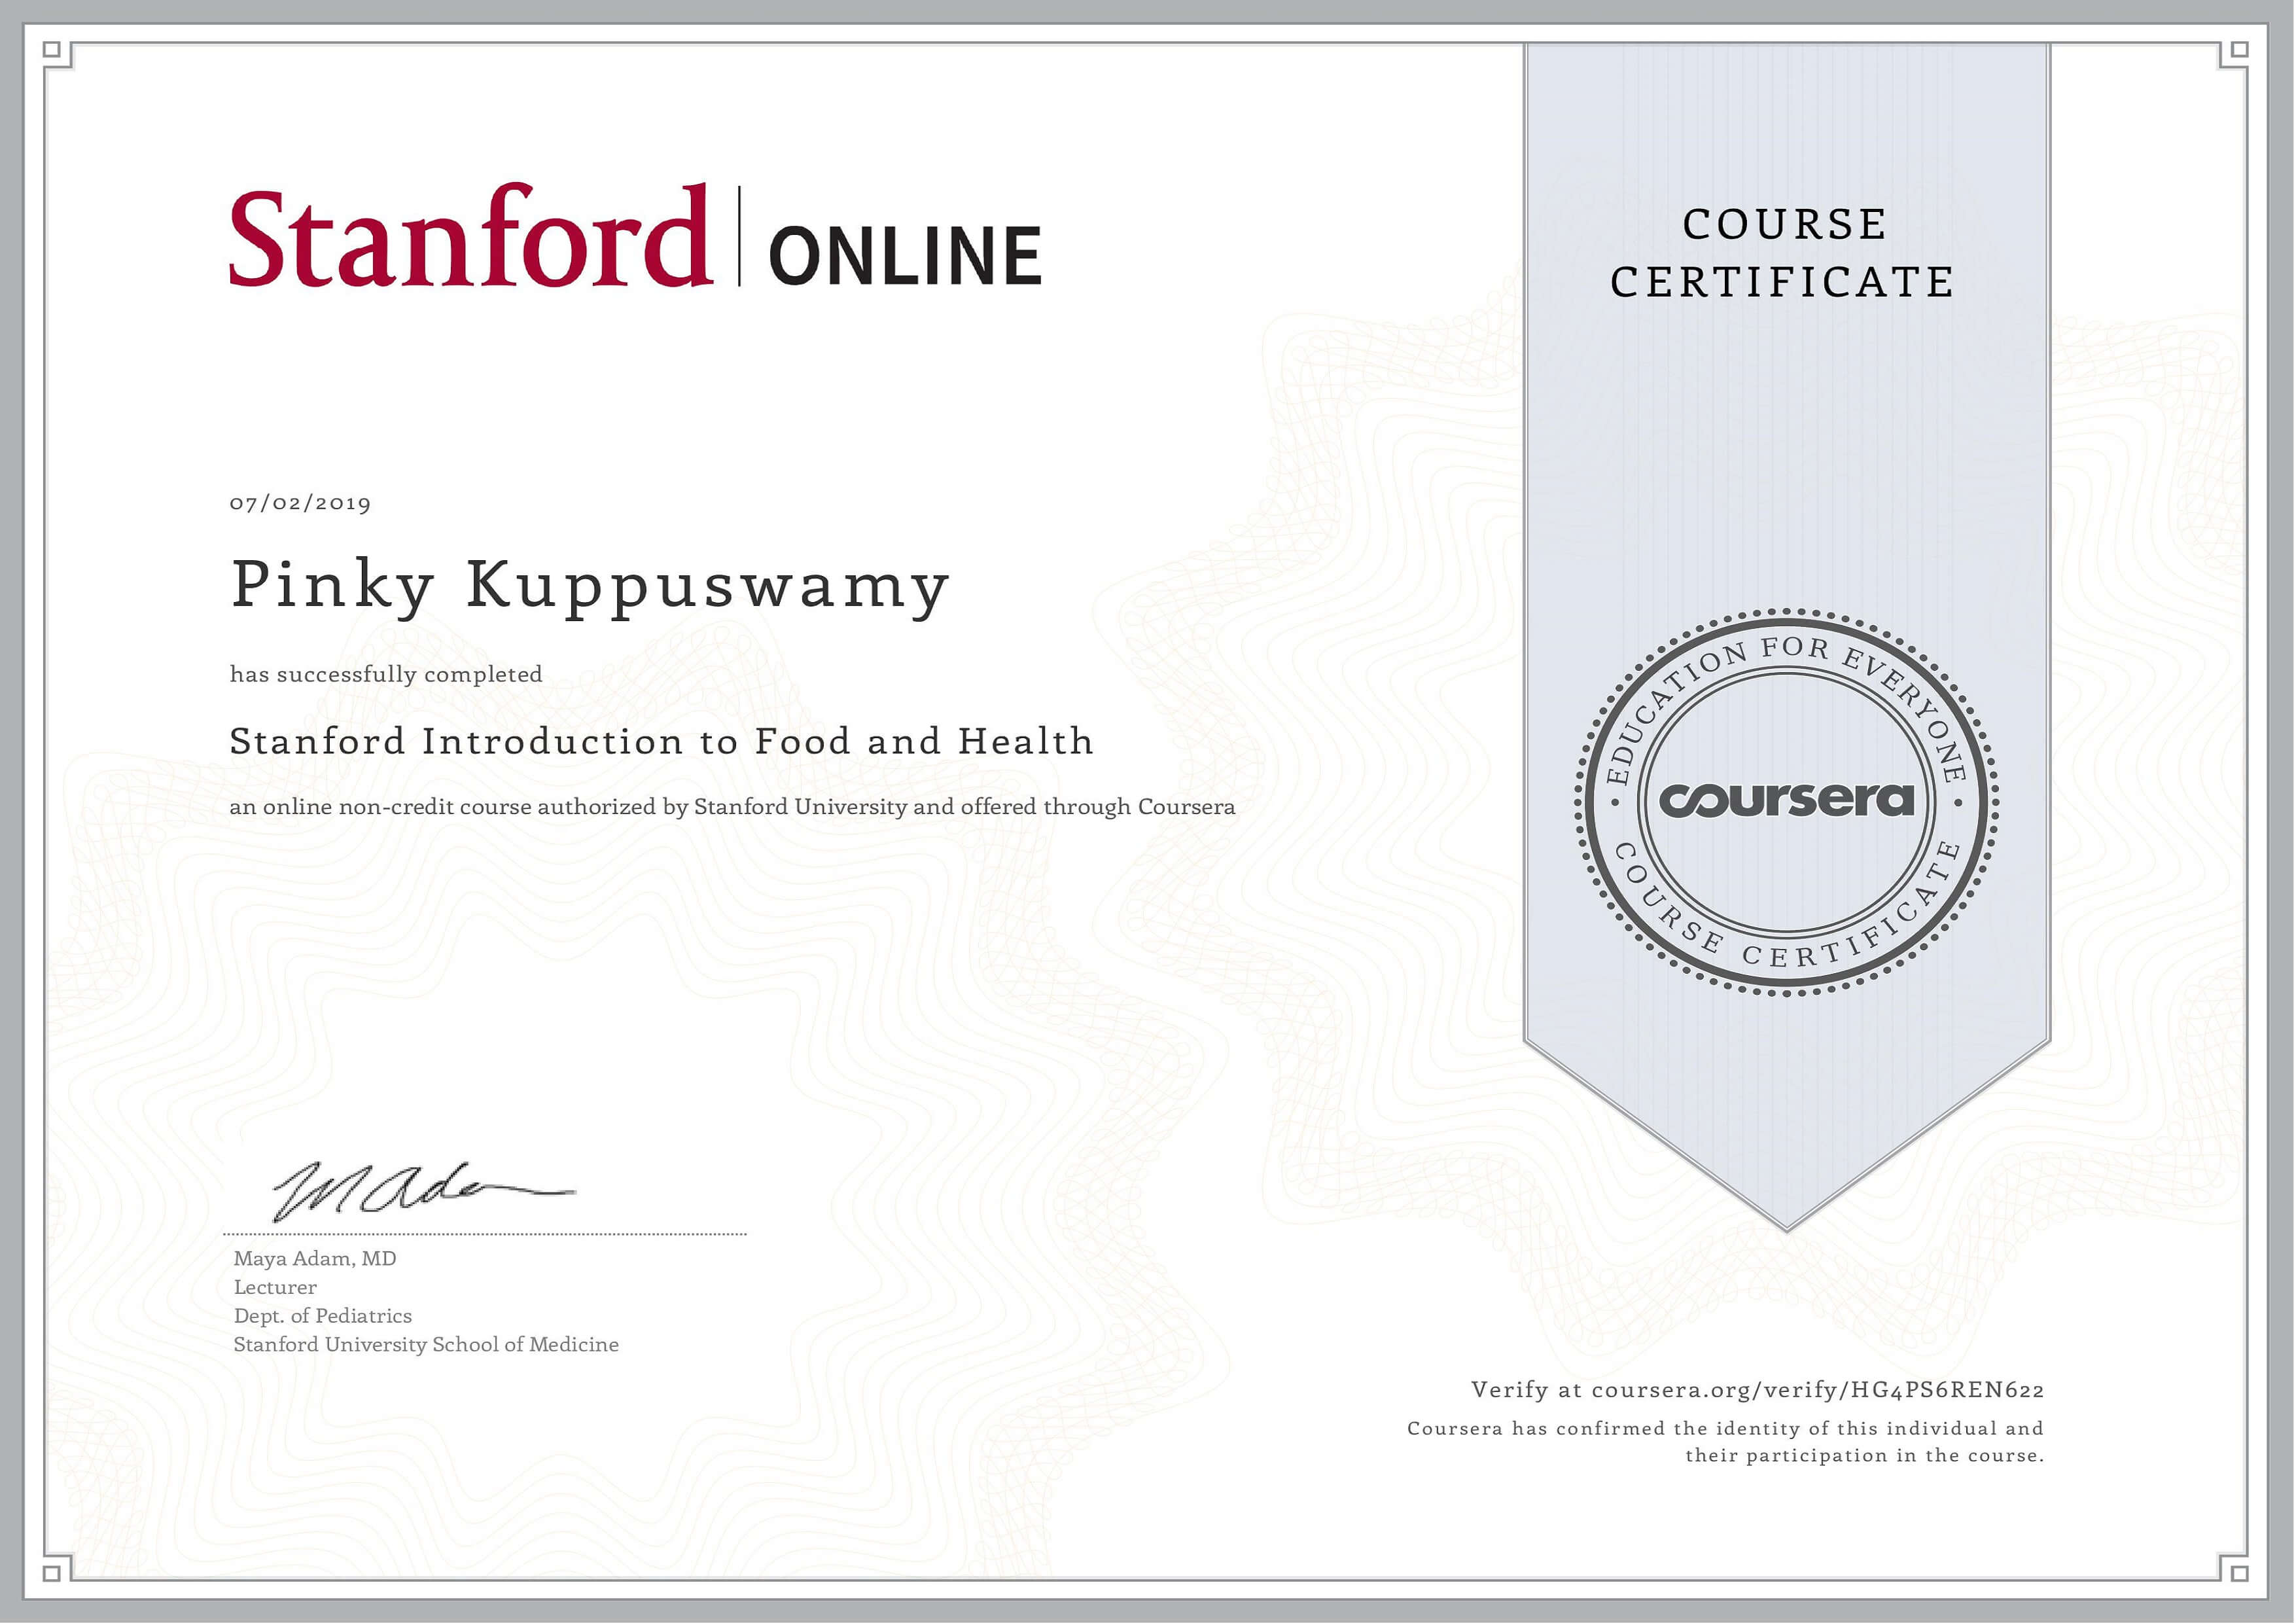 Stanford | ONLINE
COURSE
CERTIFICATE
07/02/2019
Pinky Kuppuswamy
has successfully completed
Stanford Introduction to Food and Health
an online non-credit course authorized by Stanford University and offered through Coursera
EDUCATION FOR EVERYONE
coursera
COURSE CERTIFICATE
M Adam
Maya Adam, MD
Lecturer
Dept. of Pediatrics
Stanford University School of Medicine
Verify at coursera.org/verify/HG4PS6REN622
Coursera has confirmed the identity of this individual and
their participation in the course.